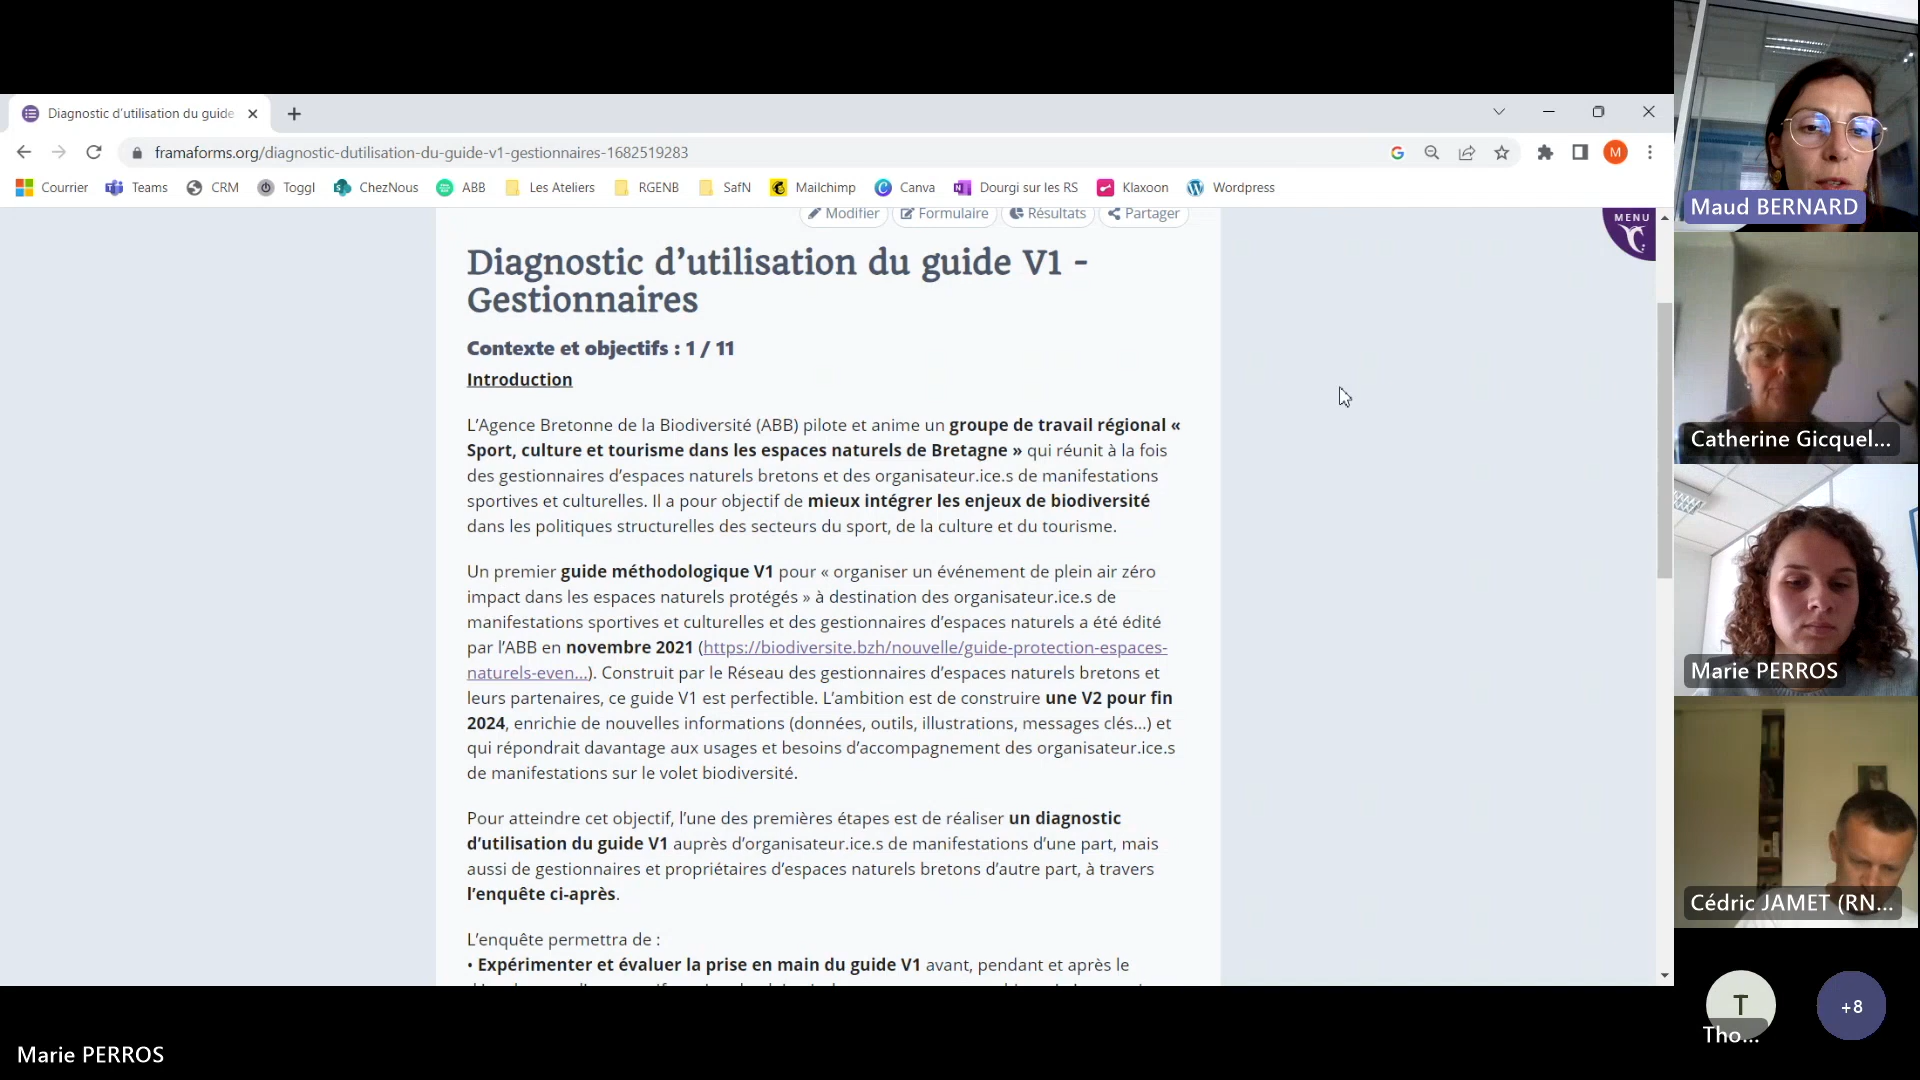 Diagnostic d'utilisation du guide
framaforms.org/diagnostic-dutilisation-du-guide-v1-gestionnaires-1682519283
M
Courrier Teams CRM Toggl ChezNous ABB Les Ateliers RGENB SafN Mailchimp Canva Dourgi sur les RS Klaxoon Wordpress
Modifier Formulaire Résultats Partager
MENU
Diagnostic d’utilisation du guide V1 -
Gestionnaires
Contexte et objectifs : 1 / 11
Introduction
L’Agence Bretonne de la Biodiversité (ABB) pilote et anime un groupe de travail régional «
Sport, culture et tourisme dans les espaces naturels de Bretagne » qui réunit à la fois
des gestionnaires d’espaces naturels bretons et des organisateur.ice.s de manifestations
sportives et culturelles. Il a pour objectif de mieux intégrer les enjeux de biodiversité
dans les politiques structurelles des secteurs du sport, de la culture et du tourisme.
Un premier guide méthodologique V1 pour « organiser un événement de plein air zéro
impact dans les espaces naturels protégés » à destination des organisateur.ice.s de
manifestations sportives et culturelles et des gestionnaires d’espaces naturels a été édité
par l’ABB en novembre 2021 (https://biodiversite.bzh/nouvelle/guide-protection-espaces-
naturels-even...). Construit par le Réseau des gestionnaires d’espaces naturels bretons et
leurs partenaires, ce guide V1 est perfectible. L’ambition est de construire une V2 pour fin
2024, enrichie de nouvelles informations (données, outils, illustrations, messages clés...) et
qui répondrait davantage aux usages et besoins d’accompagnement des organisateur.ice.s
de manifestations sur le volet biodiversité.
Pour atteindre cet objectif, l’une des premières étapes est de réaliser un diagnostic
d’utilisation du guide V1 auprès d’organisateur.ice.s de manifestations d’une part, mais
aussi de gestionnaires et propriétaires d’espaces naturels bretons d’autre part, à travers
l’enquête ci-après.
L’enquête permettra de :
• Expérimenter et évaluer la prise en main du guide V1 avant, pendant et après le
Maud BERNARD
Catherine Gicquel...
Marie PERROS
Cédric JAMET (RN...
T
Tho...
+8
Marie PERROS